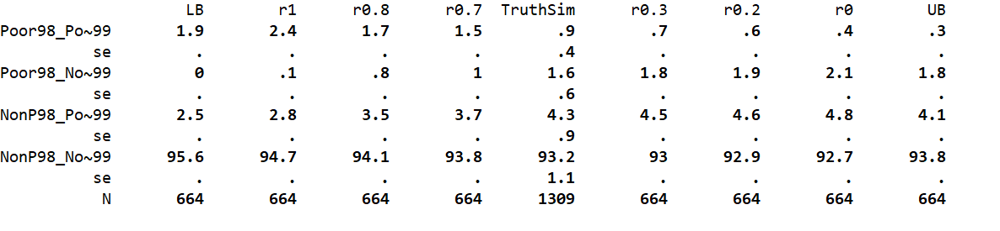 LB r1 r0.8 r0.7 TruthSim r0.3 r0.2 r0 UB
Poor98_Po~99 1.9 2.4 1.7 1.5 .9 .7 .6 .4 .3
se . . . . .4 . . . .
Poor98_No~99 0 .1 .8 1 1.6 1.8 1.9 2.1 1.8
se . . . . .6 . . . .
NonP98_Po~99 2.5 2.8 3.5 3.7 4.3 4.5 4.6 4.8 4.1
se . . . . .9 . . . .
NonP98_No~99 95.6 94.7 94.1 93.8 93.2 93 92.9 92.7 93.8
se . . . . 1.1 . . . .
N 664 664 664 664 1309 664 664 664 664